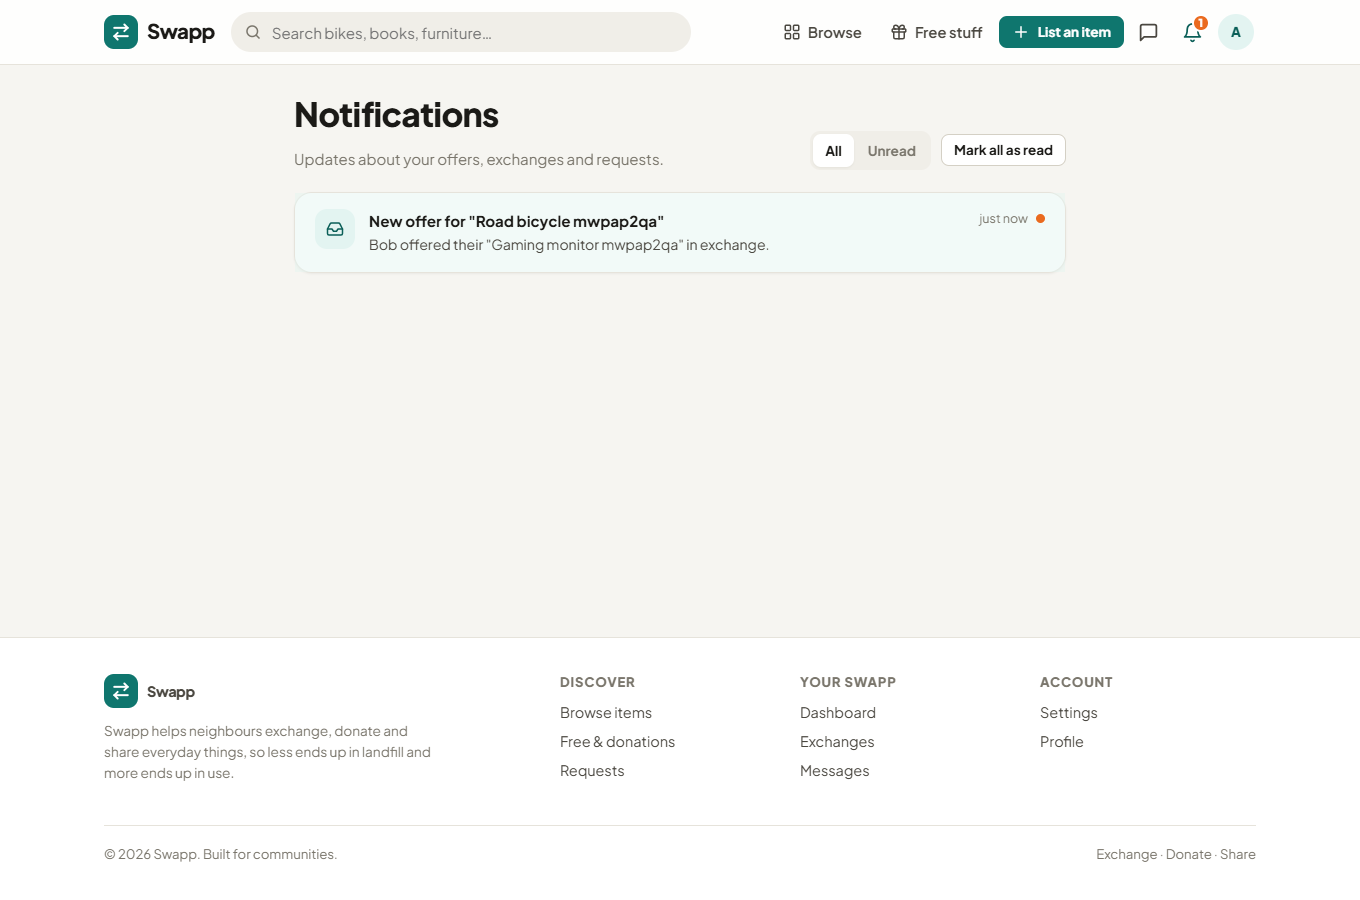 Swapp
Search bikes, books, furniture...
Browse
Free stuff
List an item
1
A
Notifications
Updates about your offers, exchanges and requests.
All
Unread
Mark all as read
New offer for "Road bicycle mwpap2qa"
just now
Bob offered their "Gaming monitor mwpap2qa" in exchange.
Swapp
Swapp helps neighbours exchange, donate and
share everyday things, so less ends up in landfill and
more ends up in use.
DISCOVER
Browse items
Free & donations
Requests
YOUR SWAPP
Dashboard
Exchanges
Messages
ACCOUNT
Settings
Profile
© 2026 Swapp. Built for communities.
Exchange · Donate · Share